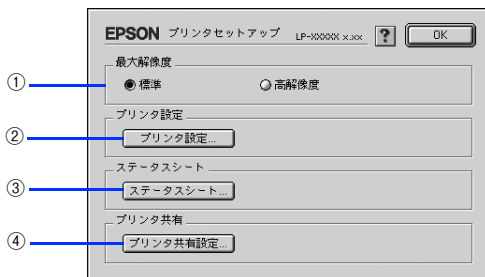 EPSON プリンタセットアップ LP-XXXXX x.xx ? OK
最大解像度
① 標準 高解像度
プリンタ設定
② プリンタ設定...
ステータスシート
③ ステータスシート...
プリンタ共有
④ プリンタ共有設定...